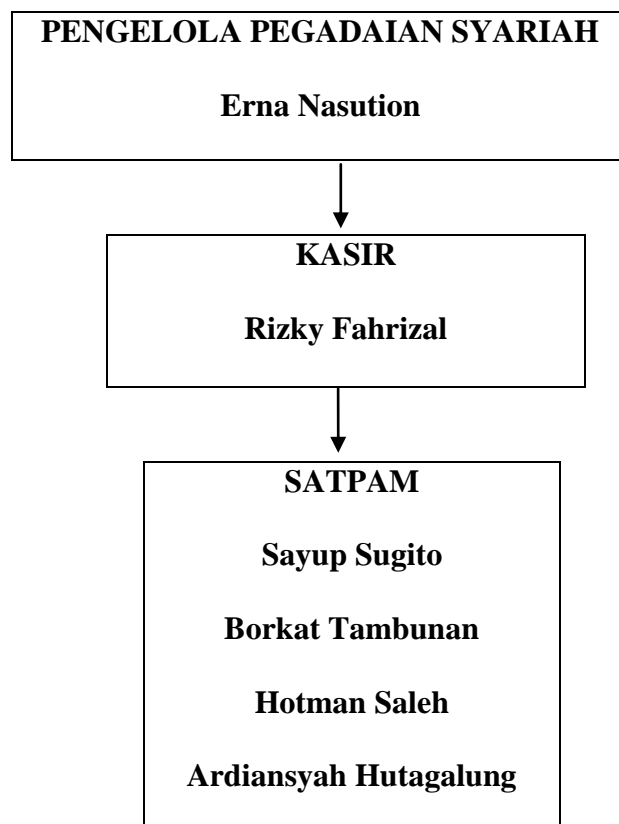 PENGELOLA PEGADAIAN SYARIAH
Erna Nasution
KASIR
Rizky Fahrizal
SATPAM
Sayup Sugito
Borkat Tambunan
Hotman Saleh
Ardiansyah Hutagalung